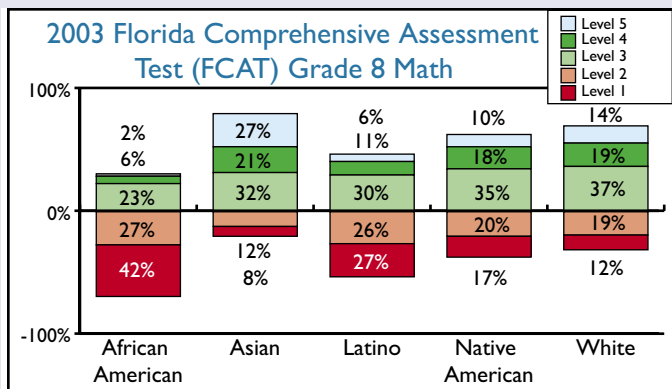 2003 Florida Comprehensive Assessment
Test (FCAT) Grade 8 Math
Level 5
Level 4
Level 3
Level 2
Level 1
100%
0%
-100%
2%
6%
23%
27%
42%
27%
21%
32%
12%
8%
6%
11%
30%
26%
27%
10%
18%
35%
20%
17%
14%
19%
37%
19%
12%
African
American
Asian
Latino
Native
American
White